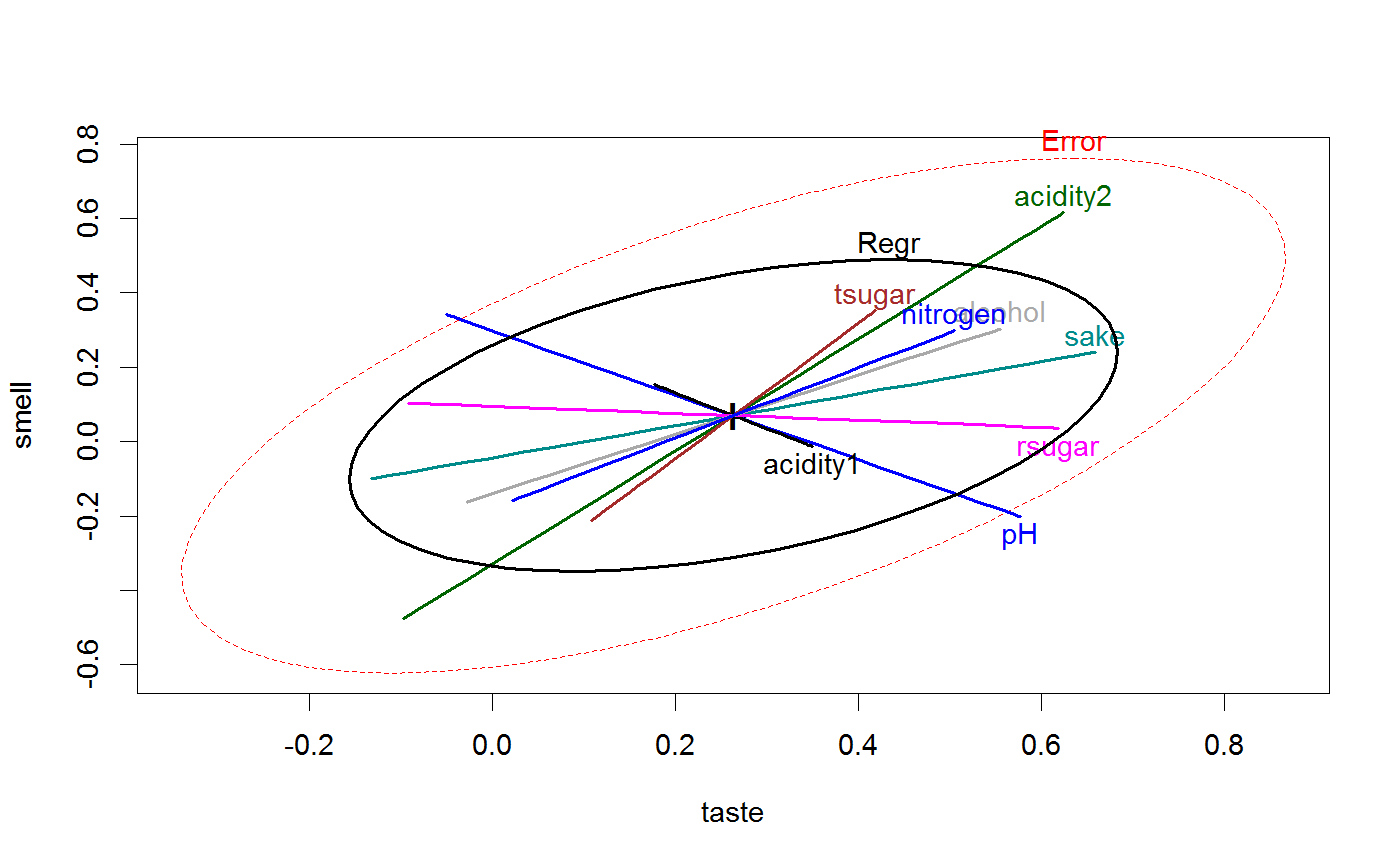 0.8
0.6
0.4
0.2
0.0
-0.2
-0.6
smell
Error
acidity2
Regr
tsugar
nitrogen
alcohol
sake
rsugar
acidity1
pH
-0.2
0.0
0.2
0.4
0.6
0.8
taste